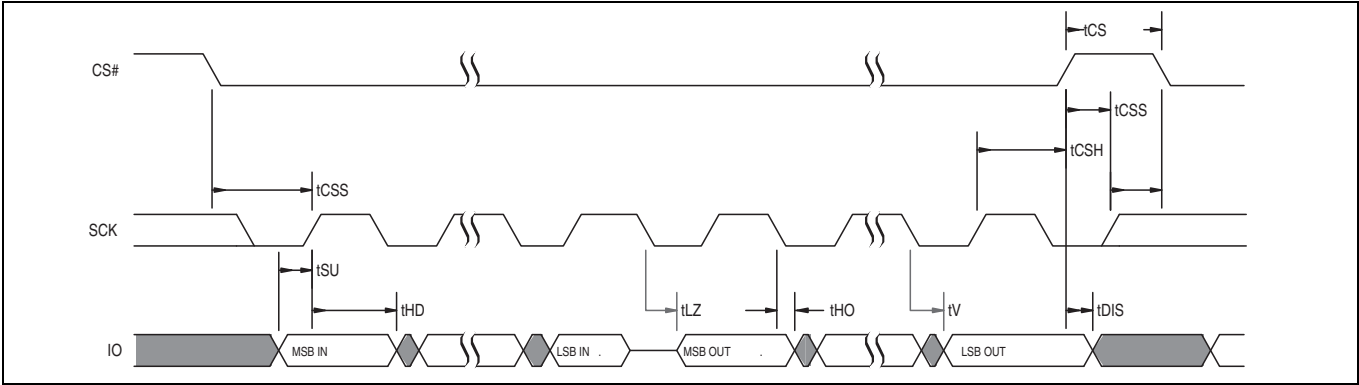 tCS
CS#
tCSS
tCSH
tCSS
SCK
tSU
tHD
tLZ
tHO
tV
tDIS
IO
MSB IN
LSB IN .
MSB OUT .
LSB OUT